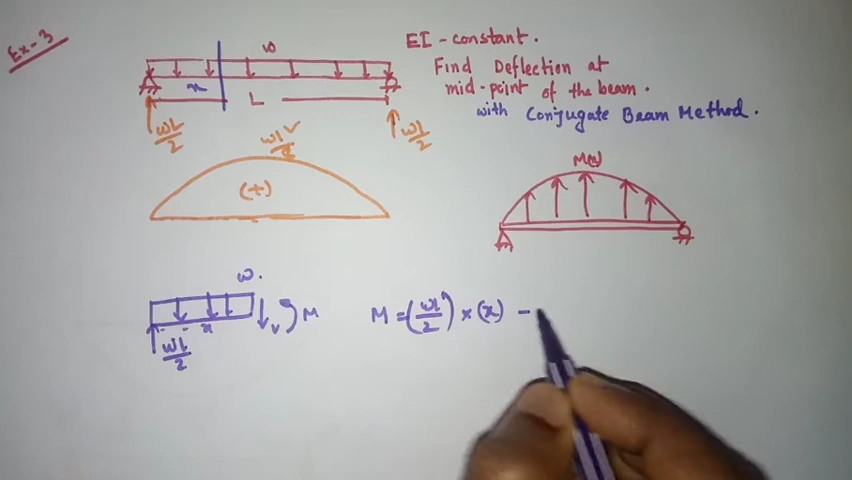 Ex-3
w
EI - constant.
Find Deflection at
mid-point of the beam.
with Conjugate Beam Method.
x
L
wL/2
wL/2
(+)
M(x)
w.
x
V
M
wL/2
M = (wL/2) × (x) -